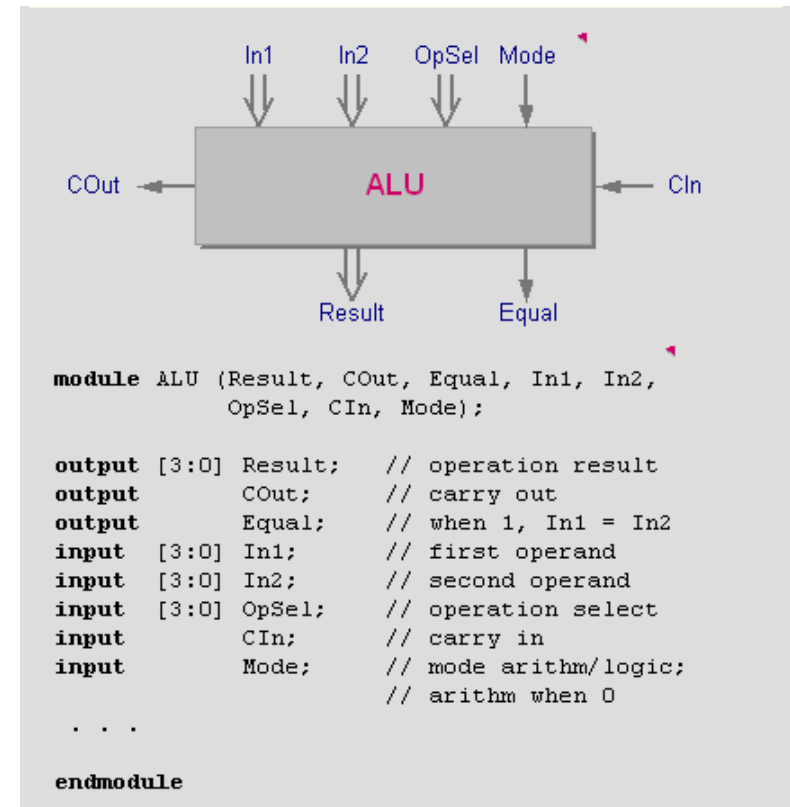 In1 In2 OpSel Mode
COut ALU CIn
Result Equal
module ALU (Result, COut, Equal, In1, In2,
OpSel, CIn, Mode);
output [3:0] Result; // operation result
output COut; // carry out
output Equal; // when 1, In1 = In2
input [3:0] In1; // first operand
input [3:0] In2; // second operand
input [3:0] OpSel; // operation select
input CIn; // carry in
input Mode; // mode arithm/logic;
// arithm when 0
. . .
endmodule